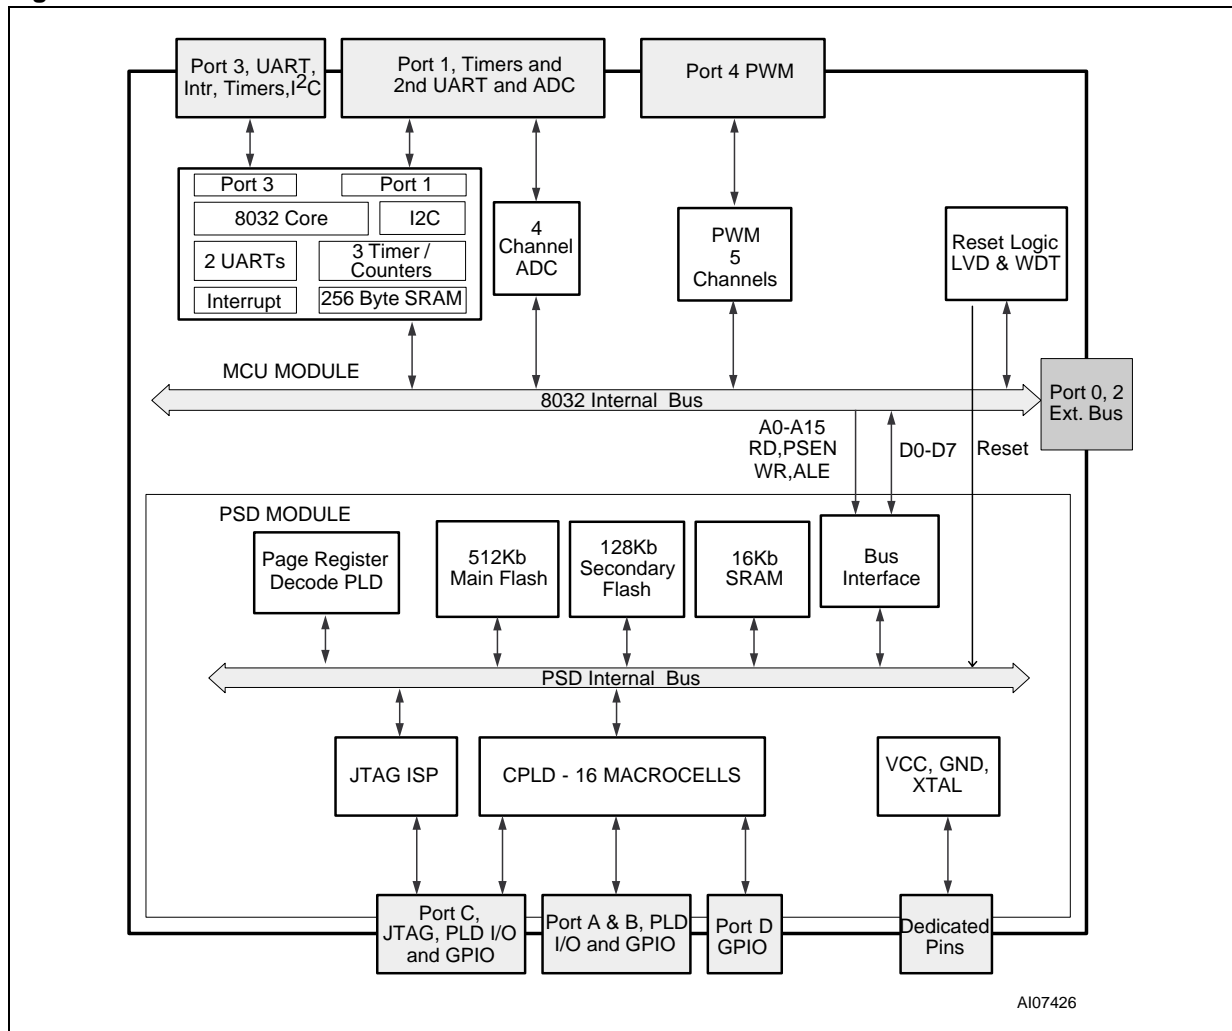 Port 3, UART,
Intr, Timers,I2C
Port 1, Timers and
2nd UART and ADC
Port 4 PWM
Port 3
Port 1
8032 Core
I2C
2 UARTs
3 Timer /
Counters
Interrupt
256 Byte SRAM
4
Channel
ADC
PWM
5
Channels
Reset Logic
LVD & WDT
MCU MODULE
8032 Internal Bus
Port 0, 2
Ext. Bus
A0-A15
RD,PSEN
WR,ALE
D0-D7
Reset
PSD MODULE
Page Register
Decode PLD
512Kb
Main Flash
128Kb
Secondary
Flash
16Kb
SRAM
Bus
Interface
PSD Internal Bus
JTAG ISP
CPLD - 16 MACROCELLS
VCC, GND,
XTAL
Port C,
JTAG, PLD I/O
and GPIO
Port A & B, PLD
I/O and GPIO
Port D
GPIO
Dedicated
Pins
AI07426